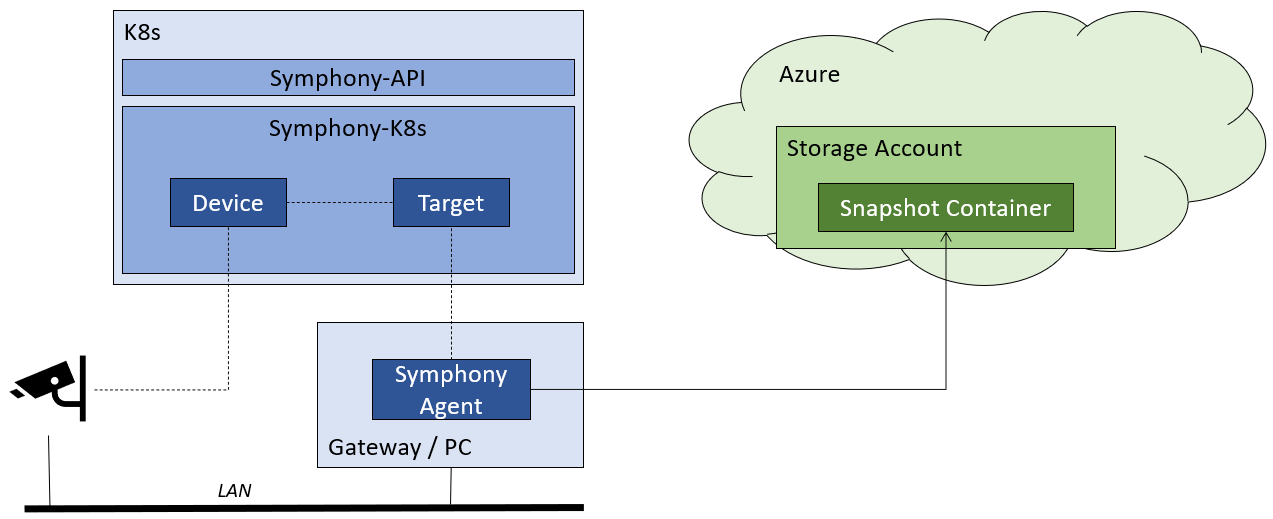 K8s
Symphony-API
Symphony-K8s
Device
Target
Azure
Storage Account
Snapshot Container
Symphony
Agent
Gateway / PC
LAN